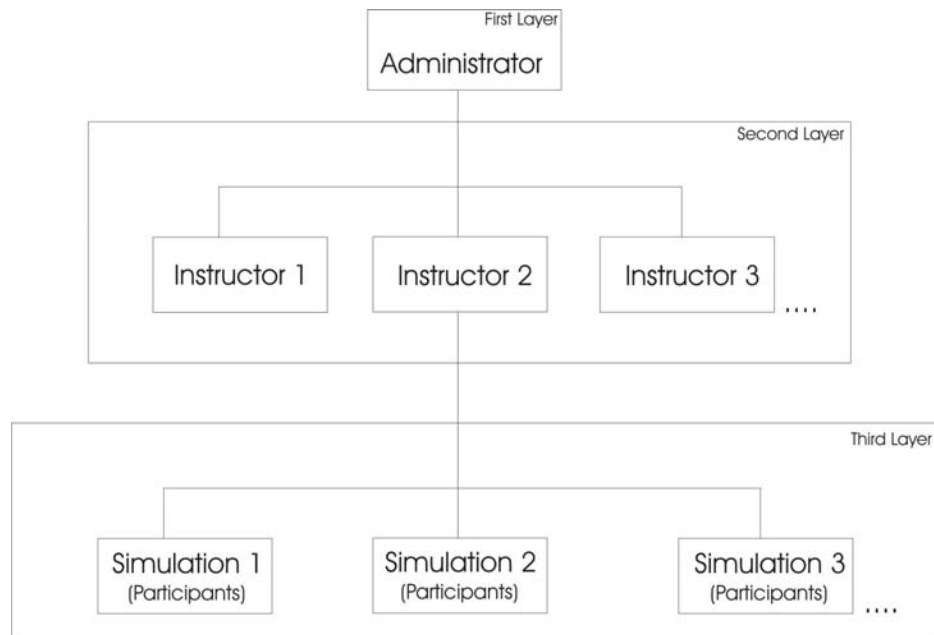 First Layer
Administrator
Second Layer
Instructor 1
Instructor 2
Instructor 3
....
Third Layer
Simulation 1
(Participants)
Simulation 2
(Participants)
Simulation 3
(Participants)
....